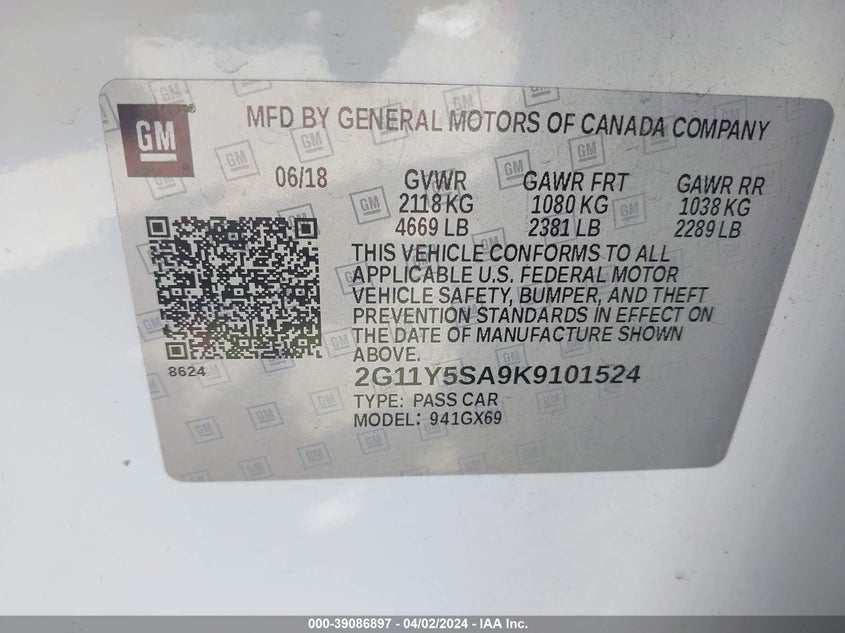 GM
MFD BY GENERAL MOTORS OF CANADA COMPANY
06/18
GVWR
2118 KG
4669 LB
GAWR FRT
1080 KG
2381 LB
GAWR RR
1038 KG
2289 LB
THIS VEHICLE CONFORMS TO ALL
APPLICABLE U.S. FEDERAL MOTOR
VEHICLE SAFETY, BUMPER, AND THEFT
PREVENTION STANDARDS IN EFFECT ON
THE DATE OF MANUFACTURE SHOWN
ABOVE.
8624
2G11Y5SA9K9101524
TYPE: PASS CAR
MODEL: 941GX69
000-39086897 - 04/02/2024 - IAA Inc.